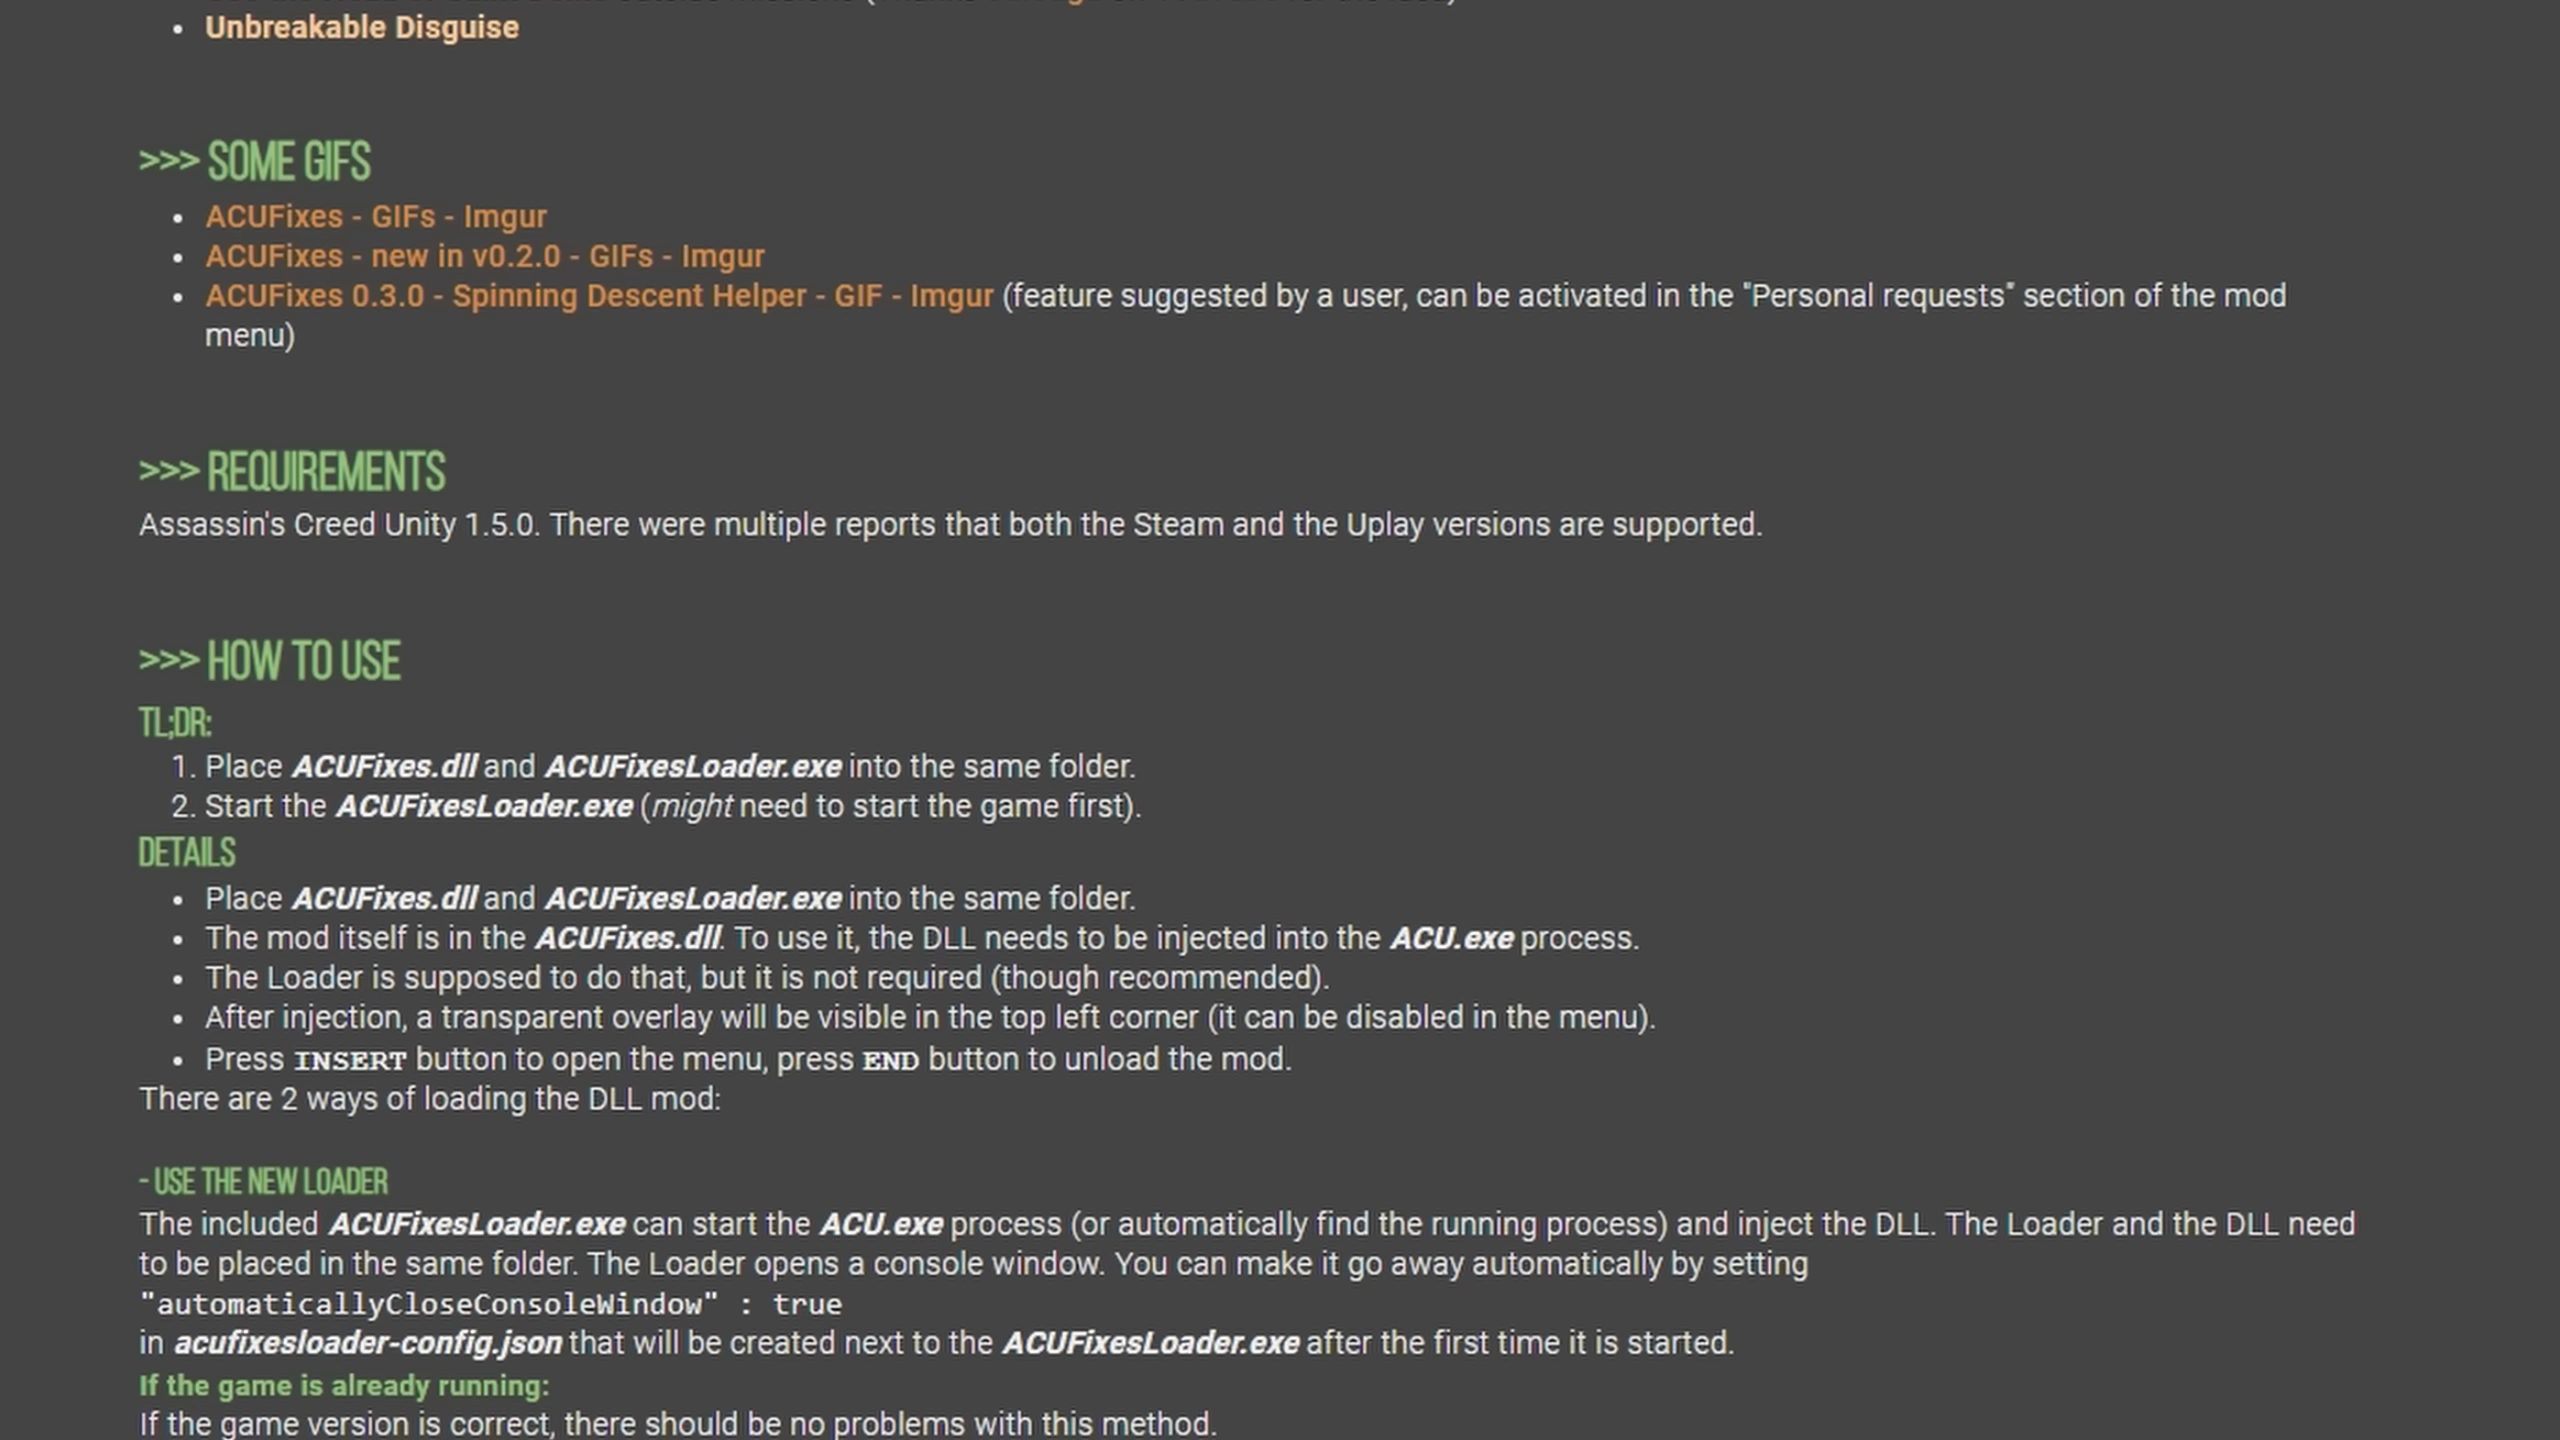 Unbreakable Disguise
>>> SOME GIFS
ACUFixes - GIFs - Imgur
ACUFixes - new in v0.2.0 - GIFs - Imgur
ACUFixes 0.3.0 - Spinning Descent Helper - GIF - Imgur (feature suggested by a user, can be activated in the "Personal requests" section of the mod
menu)
>>> REQUIREMENTS
Assassin's Creed Unity 1.5.0. There were multiple reports that both the Steam and the Uplay versions are supported.
>>> HOW TO USE
TL;DR:
1. Place ACUFixes.dll and ACUFixesLoader.exe into the same folder.
2. Start the ACUFixesLoader.exe (might need to start the game first).
DETAILS
Place ACUFixes.dll and ACUFixesLoader.exe into the same folder.
The mod itself is in the ACUFixes.dll. To use it, the DLL needs to be injected into the ACU.exe process.
The Loader is supposed to do that, but it is not required (though recommended).
After injection, a transparent overlay will be visible in the top left corner (it can be disabled in the menu).
Press INSERT button to open the menu, press END button to unload the mod.
There are 2 ways of loading the DLL mod:
- USE THE NEW LOADER
The included ACUFixesLoader.exe can start the ACU.exe process (or automatically find the running process) and inject the DLL. The Loader and the DLL need
to be placed in the same folder. The Loader opens a console window. You can make it go away automatically by setting
"automaticallyCloseConsoleWindow" : true
in acufixesloader-config.json that will be created next to the ACUFixesLoader.exe after the first time it is started.
If the game is already running:
If the game version is correct, there should be no problems with this method.